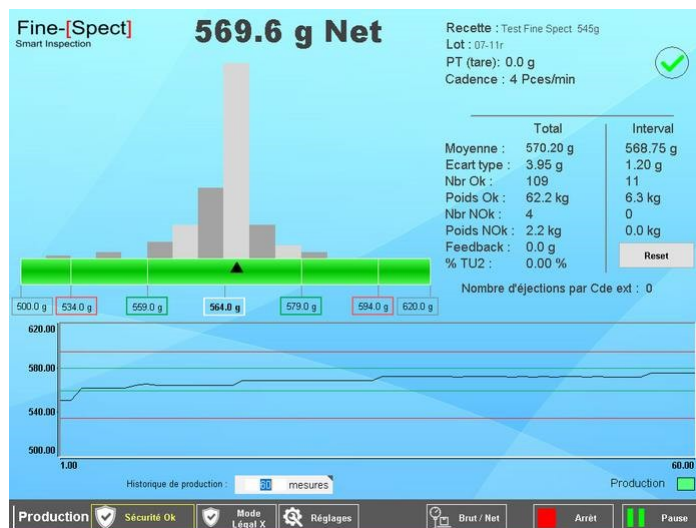 Fine-[Spect]
Smart Inspection
569.6 g Net
Recette : Test Fine Spect 545g
Lot : 07-11r
PT (tare): 0.0 g
Cadence : 4 Pces/min
Total Interval
Moyenne : 570.20 g 568.75 g
Ecart type : 3.95 g 1.20 g
Nbr Ok : 109 11
Poids Ok : 62.2 kg 6.3 kg
Nbr NOk : 4 0
Poids NOk : 2.2 kg 0.0 kg
Feedback : 0.0 g
% TU2 : 0.00 %
Reset
Nombre d'éjections par Cde ext : 0
500.0 g 534.0 g 559.0 g 564.0 g 579.0 g 594.0 g 620.0 g
620.00
580.00
540.00
500.00
1.00 60.00
Historique de production : 60 mesures
Production
Production Sécurité Ok Mode Légal X Réglages Brut / Net Arrèt Pause